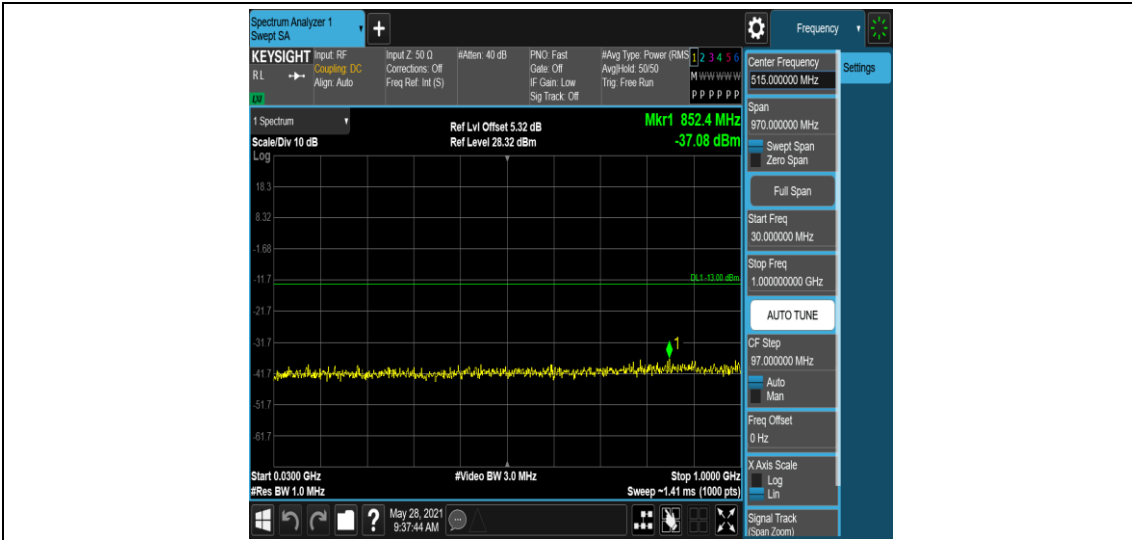 Spectrum Analyzer 1
Swept SA
+
Frequency
KEYSIGHT
RL
LXI
Input: RF
Coupling: DC
Align: Auto
Input Z: 50 Ω
Corrections: Off
Freq Ref: Int (S)
#Atten: 40 dB
PNO: Fast
Gate: Off
IF Gain: Low
Sig Track: Off
#Avg Type: Power (RMS
Avg|Hold: 50/50
Trig: Free Run
1 2 3 4 5 6
M W W W W W
P P P P P P
1 Spectrum
Scale/Div 10 dB
Log
Ref Lvl Offset 5.32 dB
Ref Level 28.32 dBm
Mkr1 852.4 MHz
-37.08 dBm
18.3
8.32
-1.68
-11.7
-21.7
-31.7
-41.7
-51.7
-61.7
DL1 -13.00 dBm
1
Start 0.0300 GHz
#Res BW 1.0 MHz
#Video BW 3.0 MHz
Stop 1.0000 GHz
Sweep ~1.41 ms (1000 pts)
Center Frequency
515.000000 MHz
Span
970.000000 MHz
Swept Span
Zero Span
Full Span
Start Freq
30.000000 MHz
Stop Freq
1.000000000 GHz
AUTO TUNE
CF Step
97.000000 MHz
Auto
Man
Freq Offset
0 Hz
X Axis Scale
Log
Lin
Signal Track
(Span Zoom)
Settings
?
May 28, 2021
9:37:44 AM